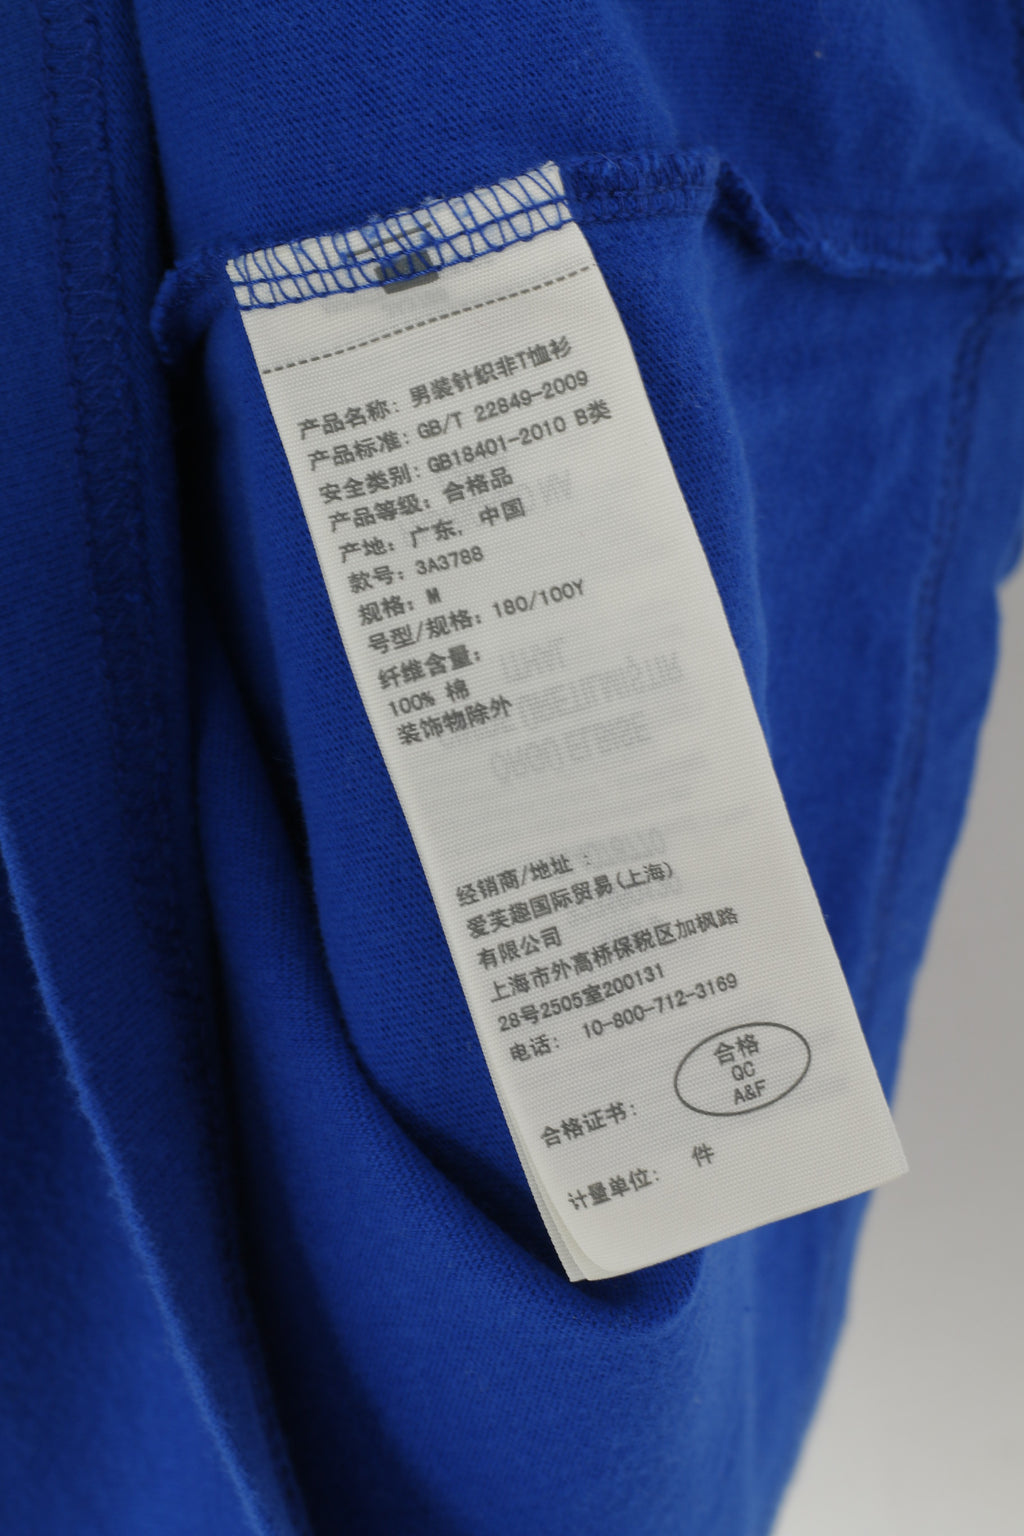 产品名称: 男装针织非T恤衫
产品标准: GB/T 22849-2009
安全类别: GB18401-2010 B类
产品等级: 合格品
产地: 广东, 中国
款号: 3A3788
规格: M
号型/规格: 180/100Y
纤维含量:
100% 棉
装饰物除外
经销商/地址 :
爱芙趣国际贸易(上海)
有限公司
上海市外高桥保税区加枫路
28号2505室200131
电话: 10-800-712-3169
合格
QC
A&F
合格证书:
计量单位: 件